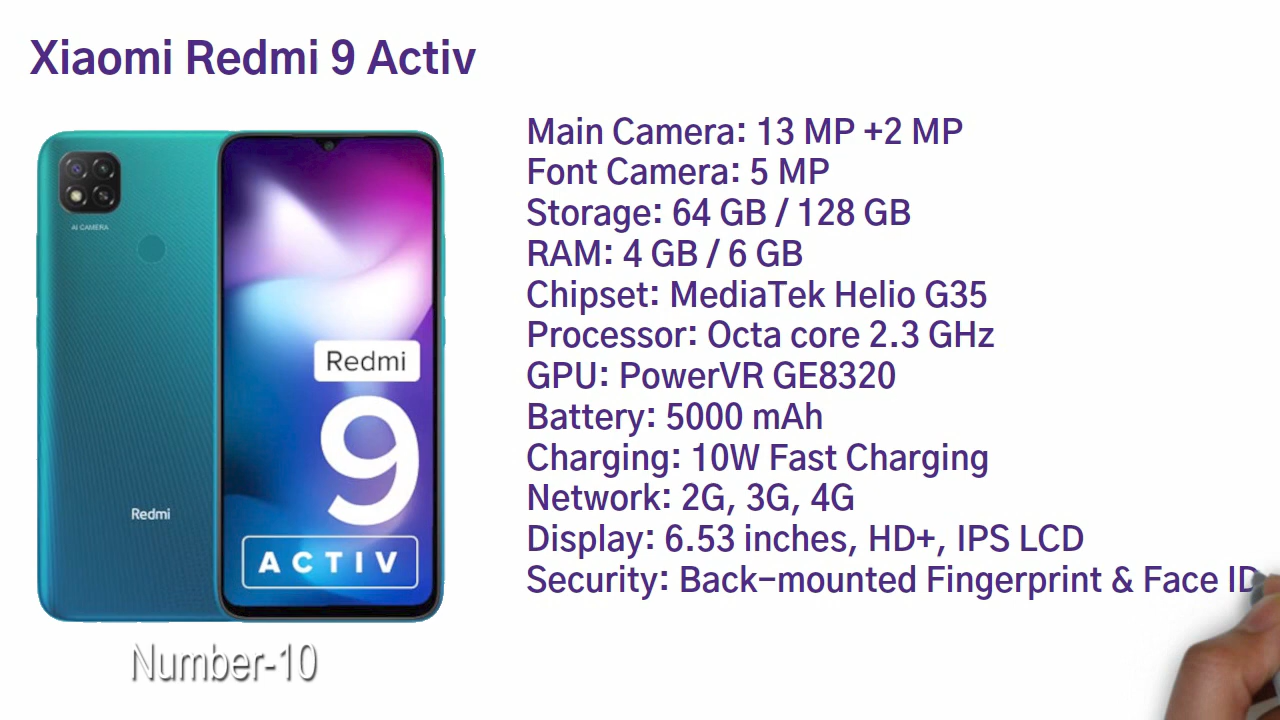 Xiaomi Redmi 9 Activ
Main Camera: 13 MP +2 MP
Font Camera: 5 MP
Storage: 64 GB / 128 GB
RAM: 4 GB / 6 GB
Chipset: MediaTek Helio G35
Processor: Octa core 2.3 GHz
GPU: PowerVR GE8320
Battery: 5000 mAh
Charging: 10W Fast Charging
Network: 2G, 3G, 4G
Display: 6.53 inches, HD+, IPS LCD
Security: Back-mounted Fingerprint & Face ID
AI CAMERA
Redmi
Redmi
9
ACTIV
Number-10